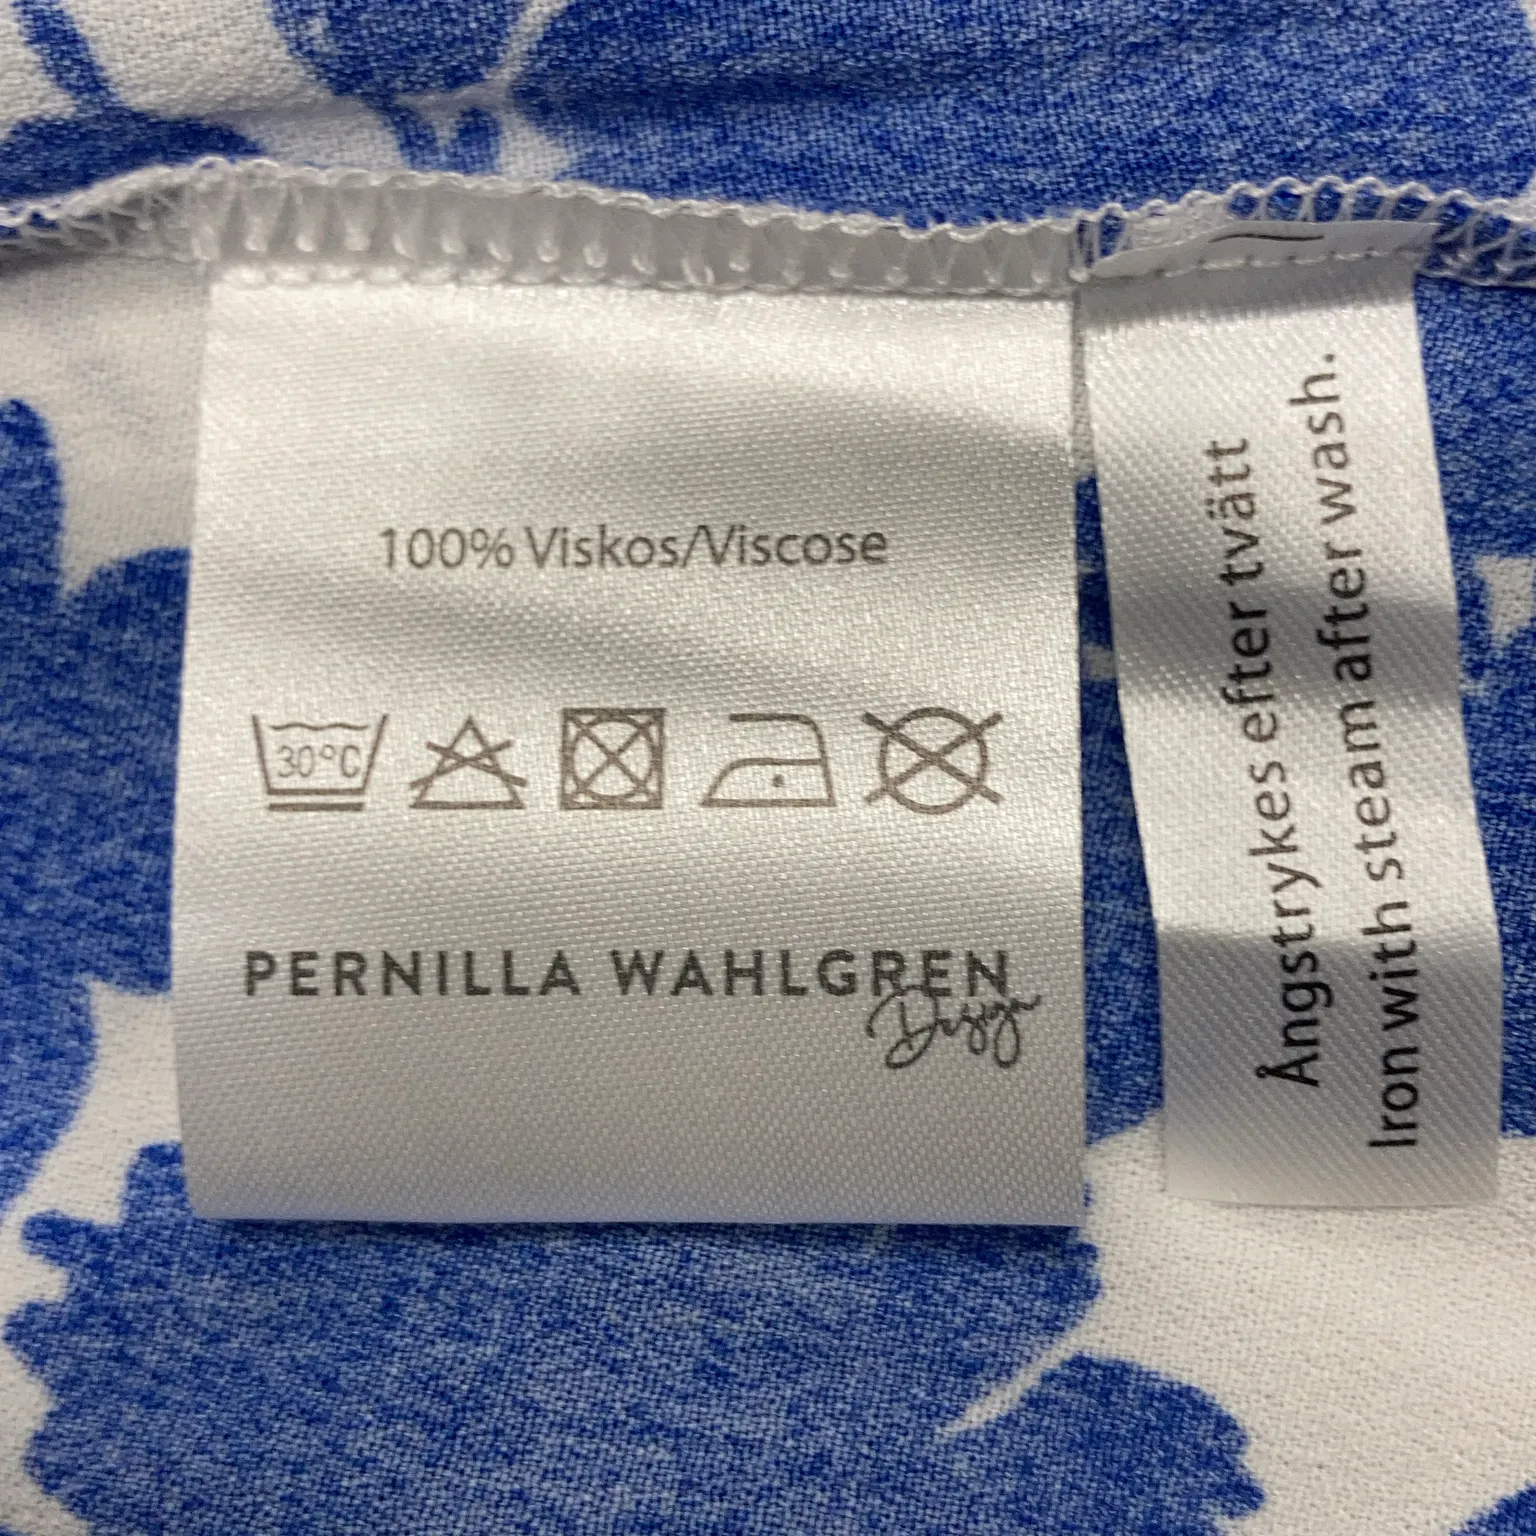 100% Viskos/Viscose
30°C
PERNILLA WAHLGREN
Design
Ångstrykes efter tvätt
Iron with steam after wash.